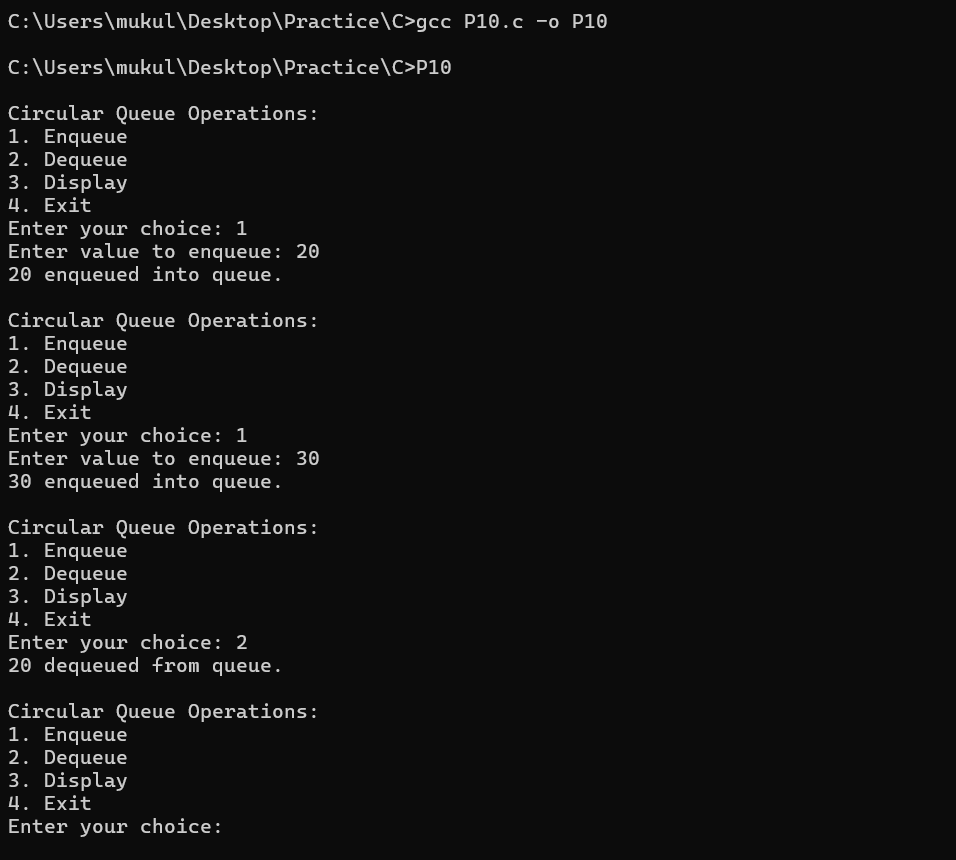 C:\Users\mukul\Desktop\Practice\C>gcc P10.c -o P10
C:\Users\mukul\Desktop\Practice\C>P10
Circular Queue Operations:
1. Enqueue
2. Dequeue
3. Display
4. Exit
Enter your choice: 1
Enter value to enqueue: 20
20 enqueued into queue.
Circular Queue Operations:
1. Enqueue
2. Dequeue
3. Display
4. Exit
Enter your choice: 1
Enter value to enqueue: 30
30 enqueued into queue.
Circular Queue Operations:
1. Enqueue
2. Dequeue
3. Display
4. Exit
Enter your choice: 2
20 dequeued from queue.
Circular Queue Operations:
1. Enqueue
2. Dequeue
3. Display
4. Exit
Enter your choice: